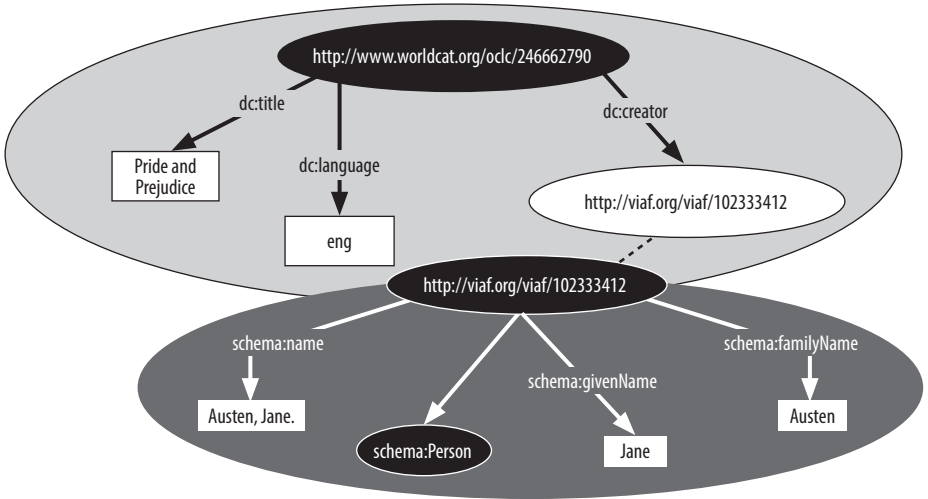 http://www.worldcat.org/oclc/246662790
dc:title
dc:creator
Pride and
Prejudice
dc:language
http://viaf.org/viaf/102333412
eng
http://viaf.org/viaf/102333412
schema:name
schema:familyName
schema:givenName
Austen, Jane.
Austen
schema:Person
Jane